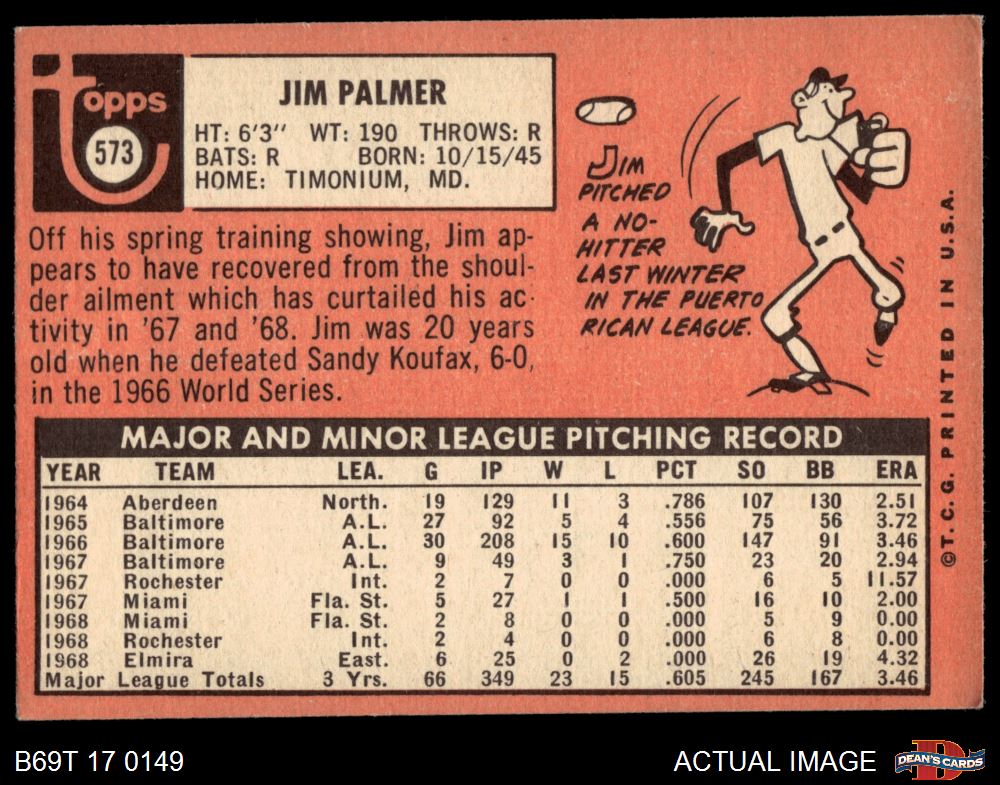 topps
573
JIM PALMER
HT: 6'3" WT: 190 THROWS: R
BATS: R BORN: 10/15/45
HOME: TIMONIUM, MD.
Off his spring training showing, Jim ap-
pears to have recovered from the shoul-
der ailment which has curtailed his ac-
tivity in '67 and '68. Jim was 20 years
old when he defeated Sandy Koufax, 6-0,
in the 1966 World Series.
JIM
PITCHED
A NO-
HITTER
LAST WINTER
IN THE PUERTO
RICAN LEAGUE.
MAJOR AND MINOR LEAGUE PITCHING RECORD
YEAR TEAM LEA. G IP W L PCT SO BB ERA
1964 Aberdeen North. 19 129 11 3 .786 107 130 2.51
1965 Baltimore A.L. 27 92 5 4 .556 75 56 3.72
1966 Baltimore A.L. 30 208 15 10 .600 147 91 3.46
1967 Baltimore A.L. 9 49 3 1 .750 23 20 2.94
1967 Rochester Int. 2 7 0 0 .000 6 5 11.57
1967 Miami Fla. St. 5 27 1 1 .500 16 10 2.00
1968 Miami Fla. St. 2 8 0 0 .000 5 9 0.00
1968 Rochester Int. 2 4 0 0 .000 6 8 0.00
1968 Elmira East. 6 25 0 2 .000 26 19 4.32
Major League Totals 3 Yrs. 66 349 23 15 .605 245 167 3.46
©T.C.G. PRINTED IN U.S.A.
B69T 17 0149
ACTUAL IMAGE
D
DEAN'S CARDS